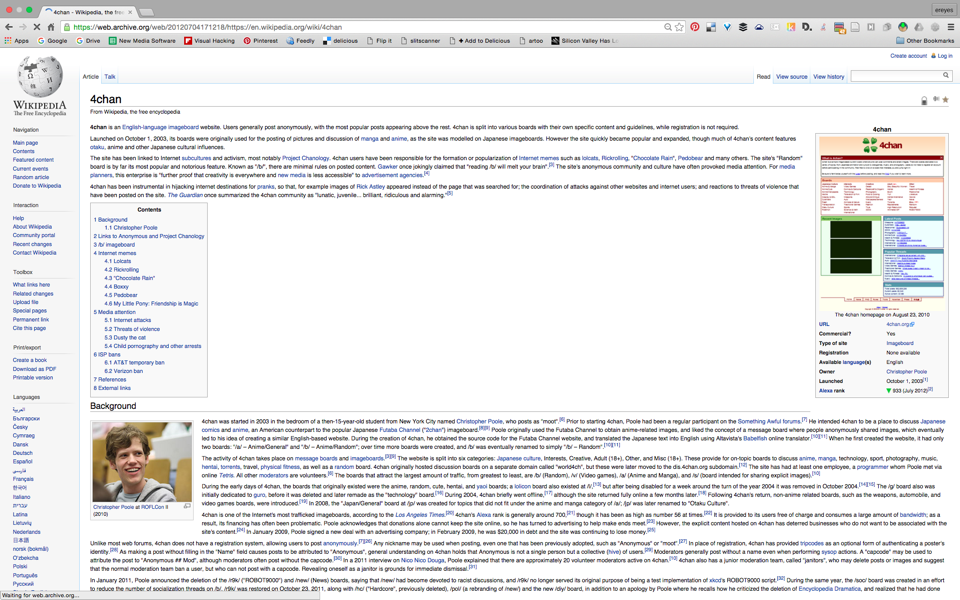 4chan - Wikipedia, the free
ereyes
https://web.archive.org/web/20120704171218/https://en.wikipedia.org/wiki/4chan
Apps Google Drive New Media Software Visual Hacking Pinterest Feedly delicious Flip it slitscanner + Add to Delicious artoo Silicon Valley Has L
Other Bookmarks
Create account Log in
WIKIPEDIA
The Free Encyclopedia
Article Talk
Read View source View history
Navigation
Main page
Contents
Featured content
Current events
Random article
Donate to Wikipedia
Interaction
Help
About Wikipedia
Community portal
Recent changes
Contact Wikipedia
Toolbox
What links here
Related changes
Upload file
Special pages
Permanent link
Cite this page
Print/export
Create a book
Download as PDF
Printable version
Languages
العربية
Български
Česky
Cymraeg
Dansk
Deutsch
Español
فارسی
Français
한국어
Italiano
עברית
Latina
Lietuvių
Nederlands
日本語
norsk (bokmål)
O'zbekcha
Polski
Português
Русский
4chan
From Wikipedia, the free encyclopedia
4chan is an English-language imageboard website. Users generally post anonymously, with the most popular posts appearing above the rest. 4chan is split into various boards with their own specific content and guidelines, while registration is not required.
Launched on October 1, 2003, its boards were originally used for the posting of pictures and discussion of manga and anime, as the site was modelled on Japanese imageboards. However the site quickly became popular and expanded, though much of 4chan's content features
otaku, anime and Japanese cultural influences.
The site has been linked to Internet subcultures and activism, most notably Project Chanology. 4chan users have been responsible for the formation or popularization of Internet memes such as lolcats, Rickrolling, "Chocolate Rain", Pedobear and many others. The site's "Random"
board is by far its most popular and notorious feature. Known as "/b/", there are minimal rules on posted content. Gawker once jokingly claimed that "reading /b/ will melt your brain".[3] The site's anonymous community and culture have often provoked media attention. For media
planners, this enterprise is "further proof that creativity is everywhere and new media is less accessible" to advertisement agencies.[4]
4chan has been instrumental in hijacking internet destinations for pranks, so that, for example images of Rick Astley appeared instead of the page that was searched for; the coordination of attacks against other websites and internet users; and reactions to threats of violence that
have been posted on the site. The Guardian once summarized the 4chan community as "lunatic, juvenile... brilliant, ridiculous and alarming."[5]
Contents
1 Background
1.1 Christopher Poole
2 Links to Anonymous and Project Chanology
3 /b/ imageboard
4 Internet memes
4.1 Lolcats
4.2 Rickrolling
4.3 "Chocolate Rain"
4.4 Boxxy
4.5 Pedobear
4.6 My Little Pony: Friendship is Magic
5 Media attention
5.1 Internet attacks
5.2 Threats of violence
5.3 Dusty the cat
5.4 Child pornography and other arrests
6 ISP bans
6.1 AT&T temporary ban
6.2 Verizon ban
7 References
8 External links
4chan
4chan
The 4chan homepage on August 23, 2010
URL 4chan.org
Commercial? Yes
Type of site Imageboard
Registration None available
Available language(s) English
Owner Christopher Poole
Launched October 1, 2003[1]
Alexa rank 933 (July 2012)[2]
Background
Christopher Poole at ROFLCon II
(2010)
4chan was started in 2003 in the bedroom of a then-15-year-old student from New York City named Christopher Poole, who posts as "moot".[6] Prior to starting 4chan, Poole had been a regular participant on the Something Awful forums.[7] He intended 4chan to be a place to discuss Japanese
comics and anime, an American counterpart to the popular Japanese Futaba Channel ("2chan") imageboard.
Poole originally used the Futaba Channel to obtain anime-related images, and liked the concept of a message board where people anonymously shared images, which eventually
led to his idea of creating a similar English-website. During the creation of 4chan, he obtained the source code for the Futaba Channel website, and translated the Japanese text into English using Altavista's Babelfish online translator. When he first created the website, it had only
two boards: "/a/ – Anime/General" and "/b/ – Anime/Random"; over time more boards were created, and /b/ was eventually renamed to simply "/b/ – Random".
The activity of 4chan takes place on message boards and imageboards. The website is split into six categories: Japanese culture, Interests, Creative, Adult (18+), Other, and Misc (18+). These provide for on-topic boards to discuss anime, manga, technology, sport, photography, music,
hentai, torrents, travel, physical fitness, as well as a random board. 4chan originally hosted discussion boards on a separate domain called "world4ch", but these were later moved to the dis.4chan.org subdomain. The site has had at least one employee, a programmer whom Poole met via
online Tetris. All other moderators are volunteers. The boards that attract the largest amount of traffic, from greatest to least, are /b/ (Random), /v/ (Video games), /a/ (Anime and Manga), and /s/ (board intended for sharing explicit images).
During the early days of 4chan, the boards that originally existed were the anime, random, cute, hentai, and yaoi boards; a lolicon board also existed at /l/, but after being disabled for a week around the turn of the year 2004 it was removed in October 2004. The /g/ board also was
initially dedicated to guro, before it was deleted and later remade as the "technology" board. During 2004, 4chan briefly went offline, although the site returned fully online a few months later. Following 4chan's return, non-anime related boards, such as the weapons, automobile, and
video games boards, were introduced. In 2008, the "Japan/General" board at /jp/ was created for topics that did not fit under the anime and manga category of /a/, /jp/ was later renamed to "Otaku Culture".
4chan is one of the Internet's most trafficked imageboards, according to the Los Angeles Times. 4chan's Alexa rank is generally around 700, though it has been as high as number 56 at times. It is provided to its users free of charge and consumes a large amount of bandwidth; as a
result, its financing has often been problematic. Poole acknowledges that donations alone cannot keep the site online, so he has turned to advertising to help make ends meet. However, the explicit content hosted on 4chan has deterred businesses who do not want to be associated with the
site's content. In January 2009, Poole signed a new deal with an advertising company; in February 2009, he was $20,000 in debt and the site was continuing to lose money.
Unlike most web forums, 4chan does not have a registration system, allowing users to post anonymously. Any nickname may be used when posting, even one that has been previously adopted, such as "Anonymous" or "moot". In place of registration, 4chan has provided tripcodes as an optional form of authenticating a poster's
identity. As making a post without filling in the "Name" field causes posts to be attributed to "Anonymous", general understanding on 4chan holds that Anonymous is not a single person but a collective (hive) of users. Moderators generally post without a name even when performing sysop actions. A "capcode" may be used to
attribute the post to "Anonymous ## Mod", although moderators often post without the capcode. In a 2011 interview on Nico Nico Douga, Poole explained that there are approximately 20 volunteer moderators active on 4chan. 4chan also has a junior moderation team, called "janitors", who may delete posts or images and suggest
that the normal moderation team ban a user, but who can not post with a capcode. Revealing oneself as a janitor is grounds for immediate dismissal.
In January 2011, Poole announced the deletion of the /r9k/ ("ROBOT9000") and /new/ (News) boards, saying that /new/ had become devoted to racist discussions, and /r9k/ no longer served its original purpose of being a test implementation of xkcd's ROBOT9000 script. During the same year, the /soc/ board was created in an effort
to reduce the number of socialization threads on /b/. /r9k/ was restored on October 23, 2011, along with /hc/ ("Hardcore", previously deleted), /pol/ (a rebranding of /new/) and the new /diy/ board, in addition to an apology by Poole where he recalls how he criticized the deletion of Encyclopedia Dramatica, and realized that he had done
Waiting for web.archive.org...